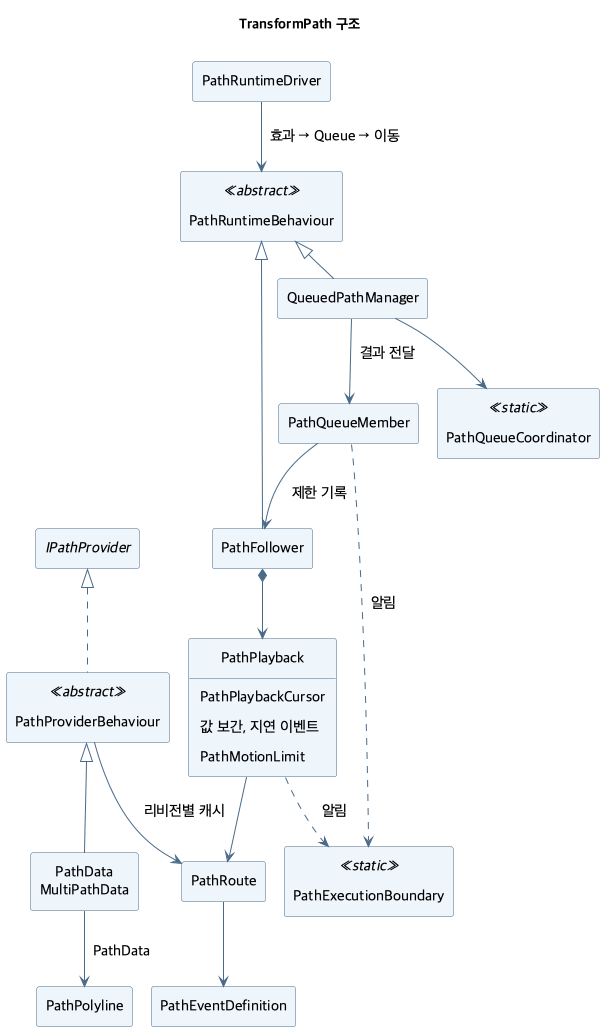 TransformPath 구조
PathRuntimeDriver
효과 → Queue → 이동
≪abstract≫
PathRuntimeBehaviour
QueuedPathManager
결과 전달
≪static≫
PathQueueCoordinator
PathQueueMember
제한 기록
IPathProvider
PathFollower
알림
PathPlayback
PathPlaybackCursor
값 보간, 지연 이벤트
PathMotionLimit
≪abstract≫
PathProviderBehaviour
리비전별 캐시
알림
PathData
MultiPathData
PathRoute
≪static≫
PathExecutionBoundary
PathData
PathPolyline
PathEventDefinition